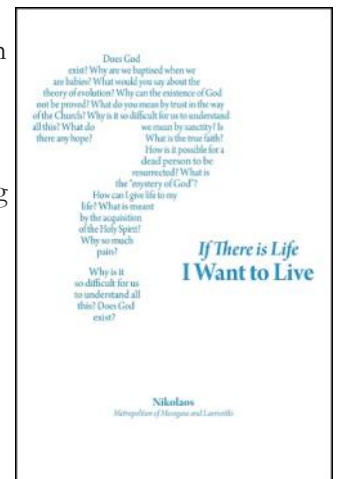 n
g
Does God
exist? Why are we baptised when we
are babies? What would you say about the
theory of evolution? Why can the existence of God
not be proved? What do you mean by trust in the way
of the Church? Why is it so difficult for us to understand
all this? What do we mean by sanctity? Is
there any hope? What is the true faith?
How is it possible for a
dead person to be
resurrected? What is
the "mystery of God"?
How can I give life to my
life? What is meant
by the acquisition
of the Holy Spirit?
Why so much
pain?
Why is it
so difficult for us
to understand all
this? Does God
exist?
If There is Life
I Want to Live
Nikolaos
Metropolitan of Mesogaia and Lavreotiki